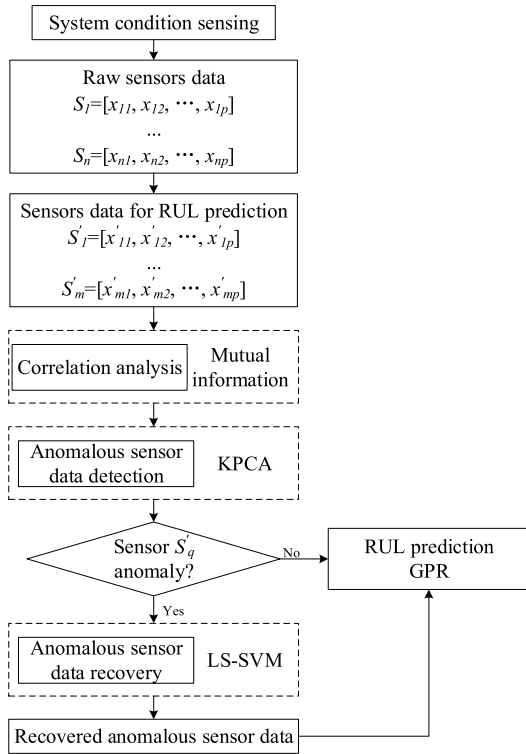 System condition sensing
Raw sensors data
S1=[x11, x12, ···, x1p]
...
Sn=[xn1, xn2, ···, xnp]
Sensors data for RUL prediction
S'1=[x'11, x'12, ···, x'1p]
...
S'm=[x'm1, x'm2, ···, x'mp]
Correlation analysis
Mutual
information
Anomalous sensor
data detection
KPCA
Sensor S'q
anomaly?
No
RUL prediction
GPR
Yes
Anomalous sensor
data recovery
LS-SVM
Recovered anomalous sensor data